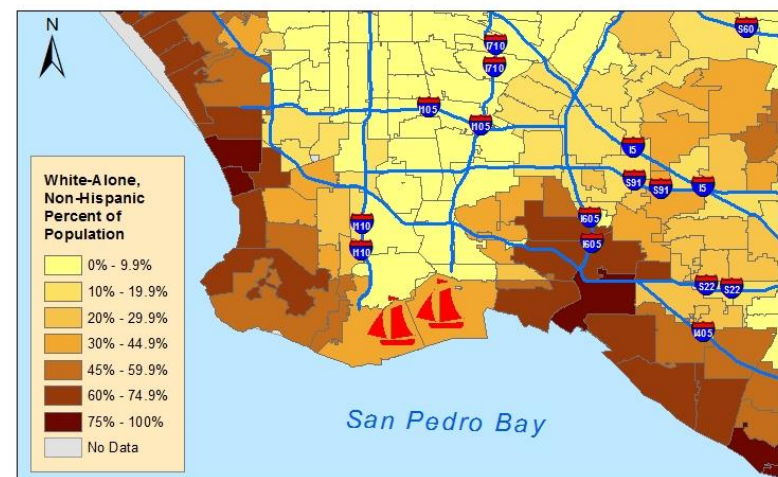 N
S60
I710
I710
I105
I105
I5
S91
S91
I5
I605
I605
I110
I110
S22
S22
I405
White-Alone,
Non-Hispanic
Percent of
Population
0% - 9.9%
10% - 19.9%
20% - 29.9%
30% - 44.9%
45% - 59.9%
60% - 74.9%
75% - 100%
No Data
San Pedro Bay